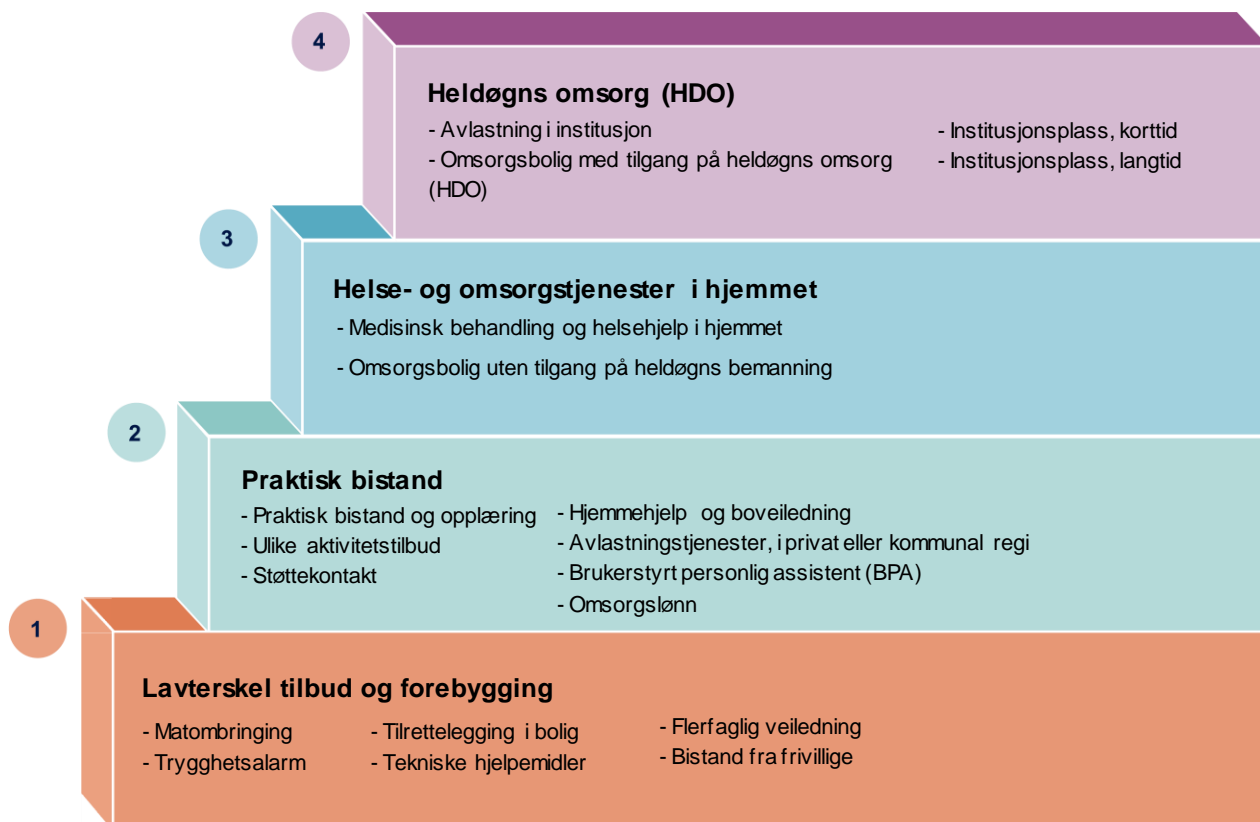 4
Heldøgns omsorg (HDO)
- Avlastning i institusjon
- Omsorgsbolig med tilgang på heldøgns omsorg
(HDO)
- Institusjonsplass, korttid
- Institusjonsplass, langtid
3
Helse- og omsorgstjenester i hjemmet
- Medisinsk behandling og helsehjelp i hjemmet
- Omsorgsbolig uten tilgang på heldøgns bemanning
2
Praktisk bistand
- Praktisk bistand og opplæring
- Ulike aktivitetstilbud
- Støttekontakt
- Hjemmehjelp og boveiledning
- Avlastningstjenester, i privat eller kommunal regi
- Brukerstyrt personlig assistent (BPA)
- Omsorgslønn
1
Lavterskel tilbud og forebygging
- Matombringing
- Trygghetsalarm
- Tilrettelegging i bolig
- Tekniske hjelpemidler
- Flerfaglig veiledning
- Bistand fra frivillige